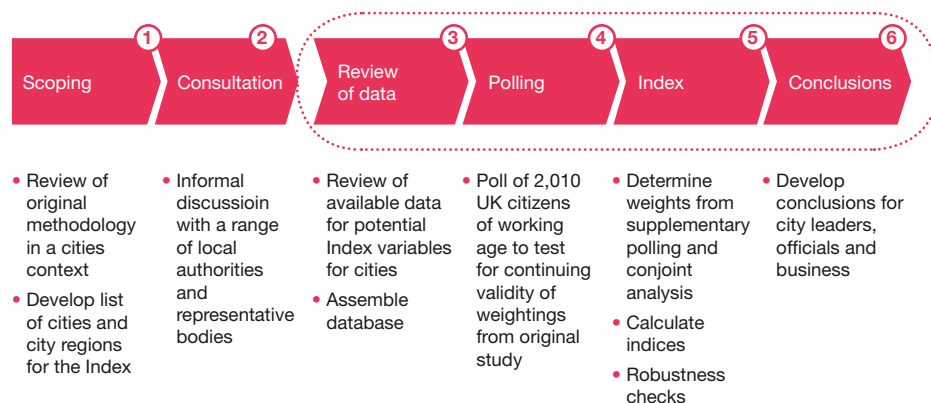 1
2
3
4
5
6
Scoping
Consultation
Review
of data
Polling
Index
Conclusions
• Review of
original
methodology
in a cities
context
• Develop list
of cities and
city regions
for the Index
• Informal
discussioin
with a range
of local
authorities
and
representative
bodies
• Review of
available data
for potential
Index variables
for cities
• Assemble
database
• Poll of 2,010
UK citizens
of working
age to test
for continuing
validity of
weightings
from original
study
• Determine
weights from
supplementary
polling and
conjoint
analysis
• Calculate
indices
• Robustness
checks
• Develop
conclusions for
city leaders,
officials and
business